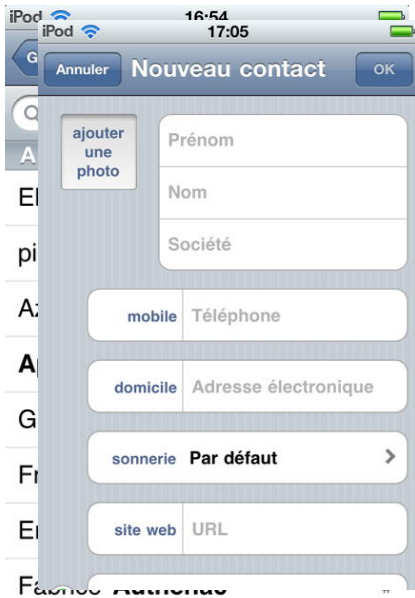 iPod 16:54
iPod 17:05
G
Annuler Nouveau contact OK
ajouter
une
photo
Prénom
Nom
Société
A
El
pi
mobile Téléphone
Az
A
domicile Adresse électronique
G
sonnerie Par défaut
Fr
site web URL